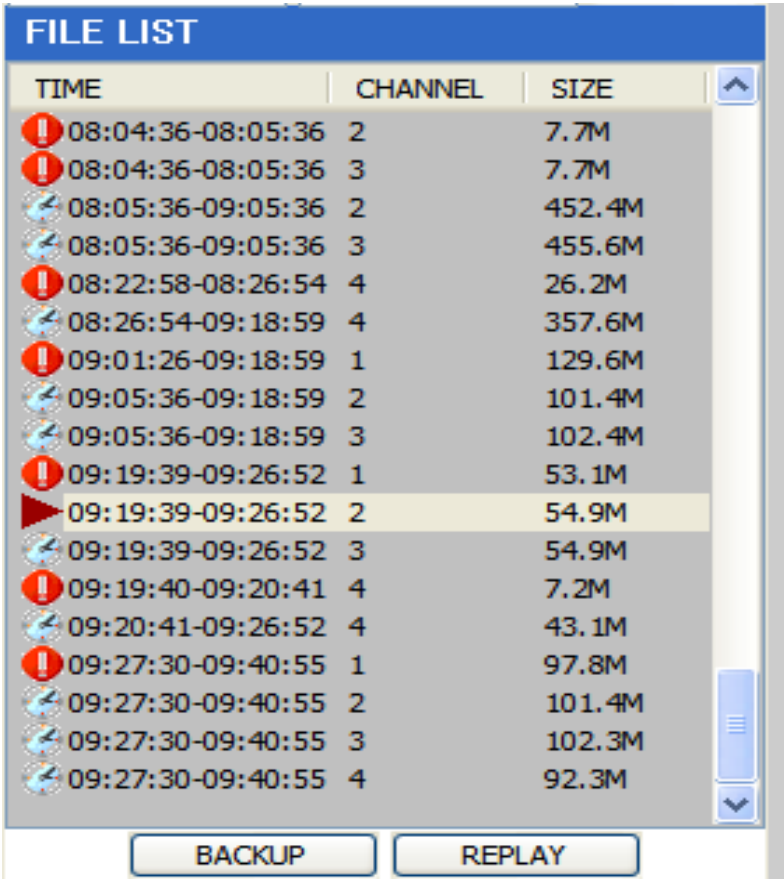 FILE LIST
TIME CHANNEL SIZE
08:04:36-08:05:36 2 7.7M
08:04:36-08:05:36 3 7.7M
08:05:36-09:05:36 2 452.4M
08:05:36-09:05:36 3 455.6M
08:22:58-08:26:54 4 26.2M
08:26:54-09:18:59 4 357.6M
09:01:26-09:18:59 1 129.6M
09:05:36-09:18:59 2 101.4M
09:05:36-09:18:59 3 102.4M
09:19:39-09:26:52 1 53.1M
09:19:39-09:26:52 2 54.9M
09:19:39-09:26:52 3 54.9M
09:19:40-09:20:41 4 7.2M
09:20:41-09:26:52 4 43.1M
09:27:30-09:40:55 1 97.8M
09:27:30-09:40:55 2 101.4M
09:27:30-09:40:55 3 102.3M
09:27:30-09:40:55 4 92.3M
BACKUP REPLAY